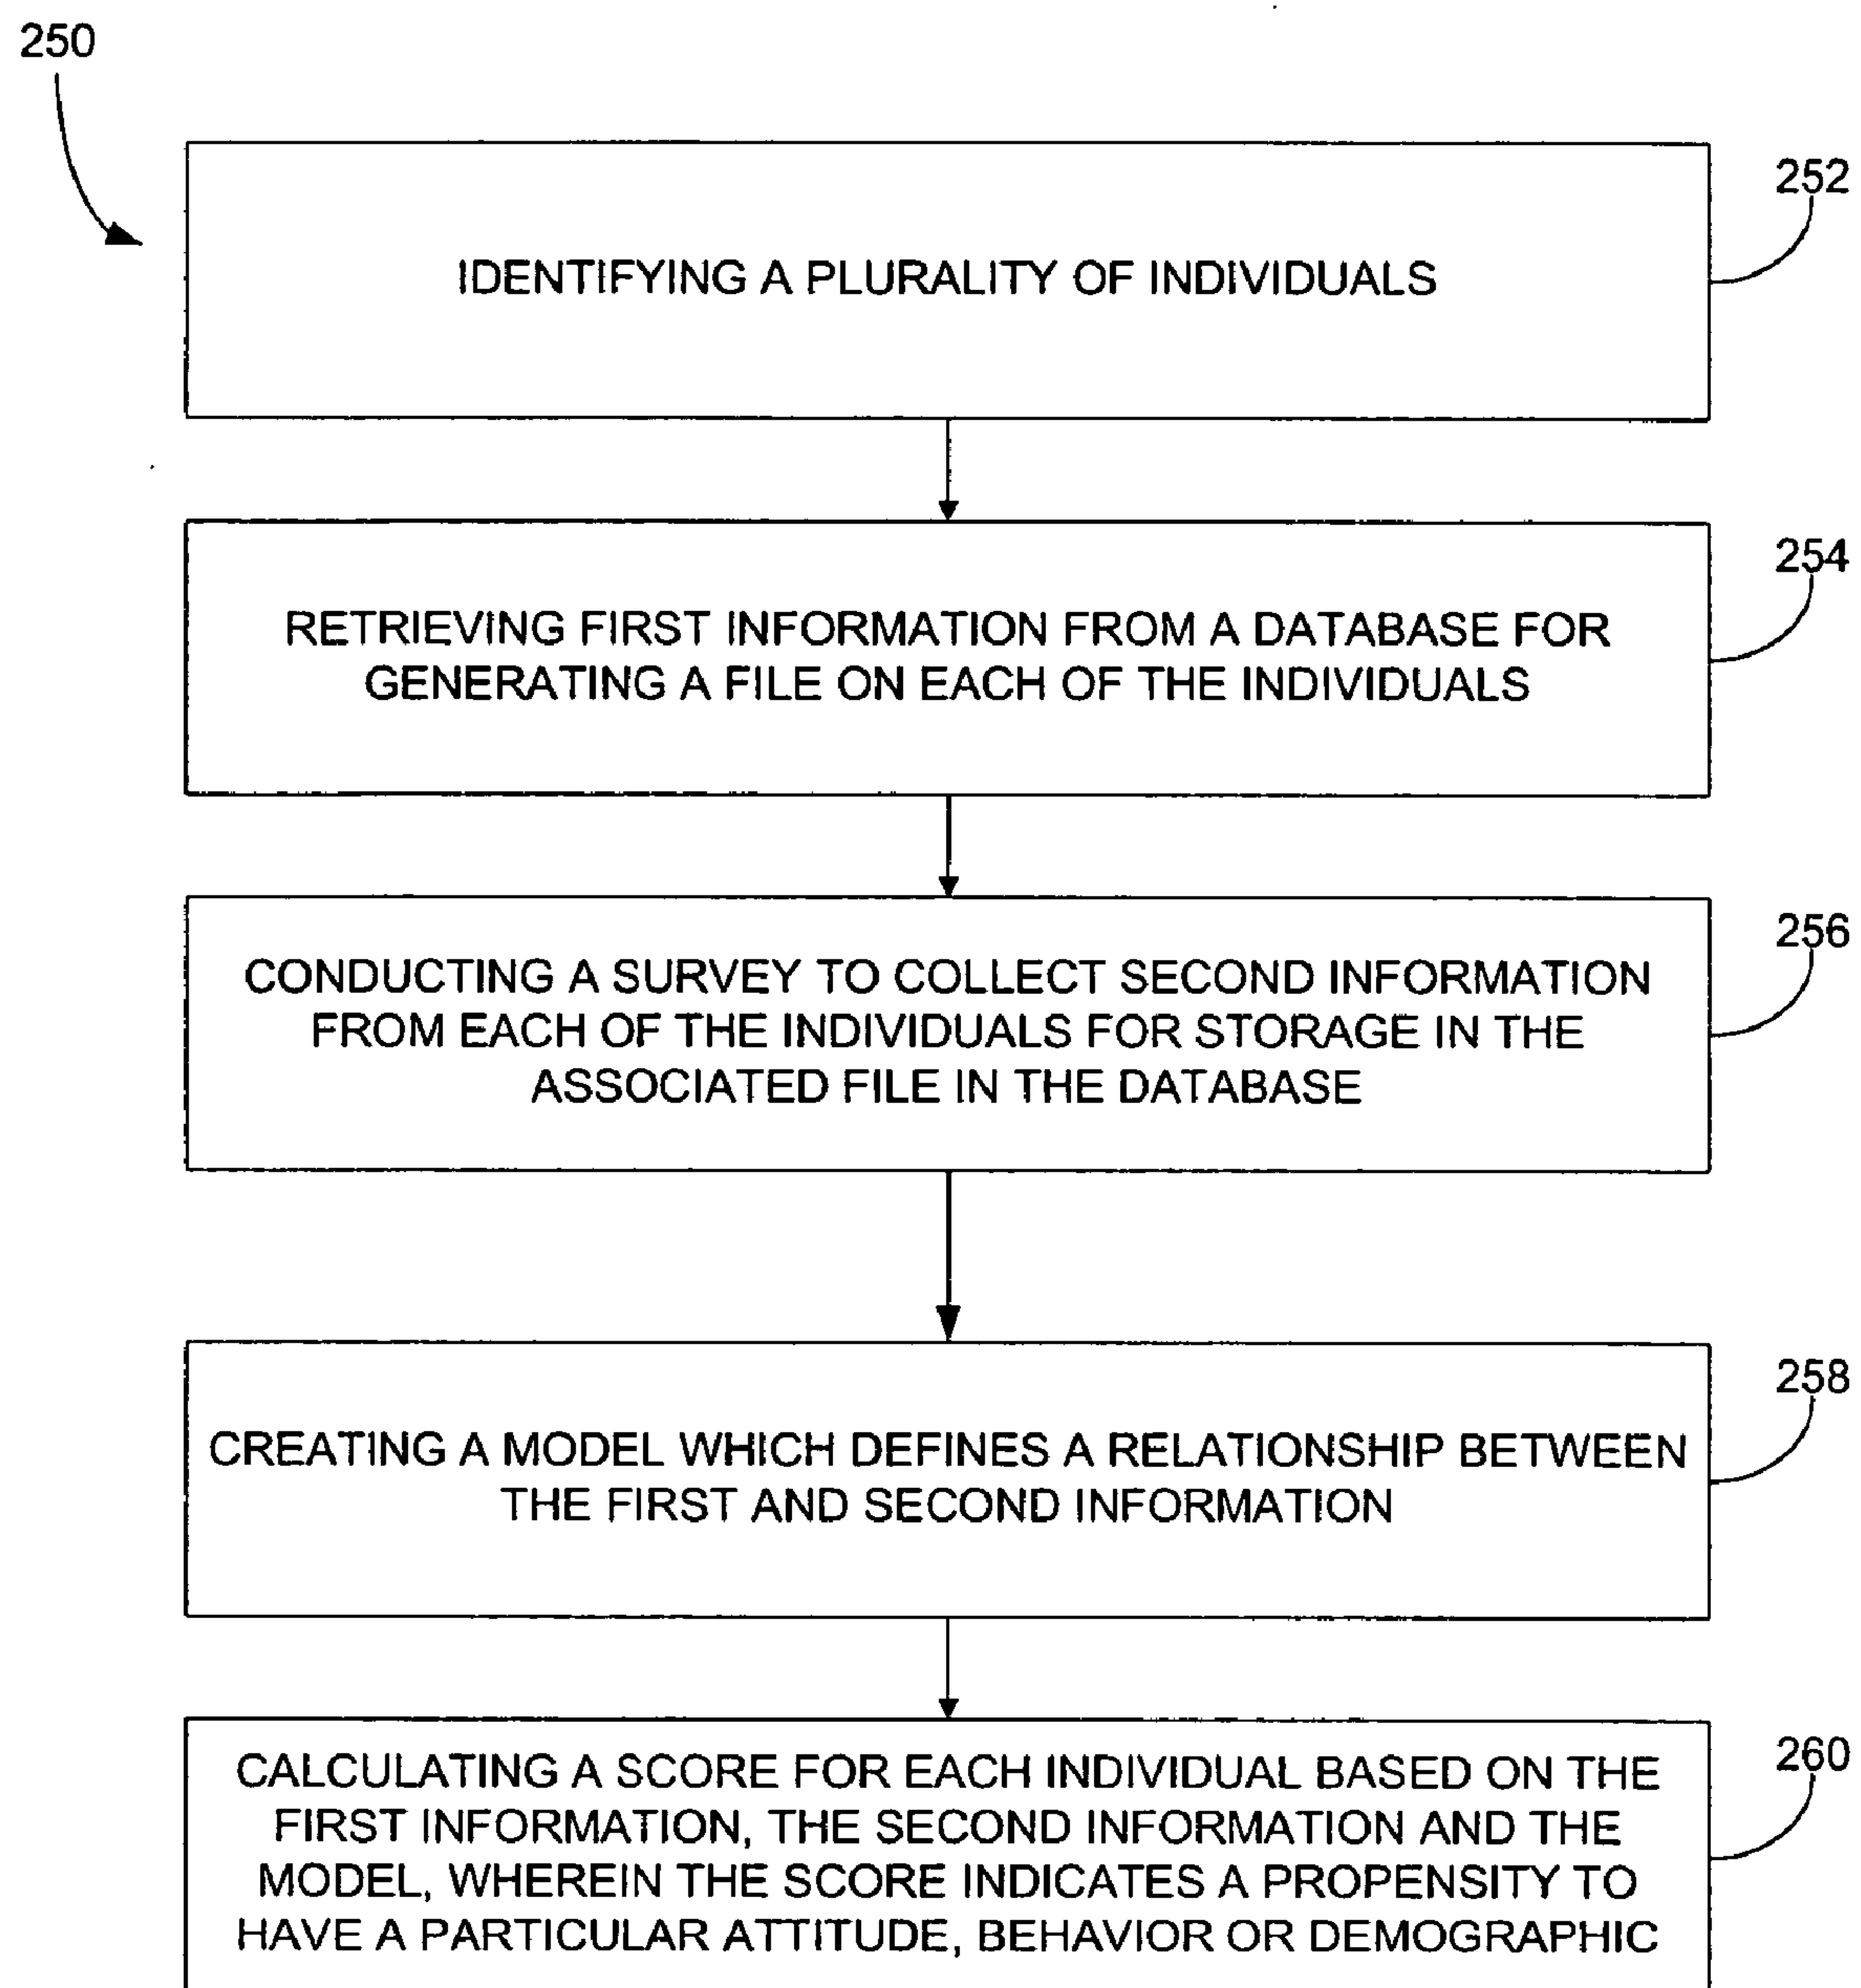 250
252
IDENTIFYING A PLURALITY OF INDIVIDUALS
254
RETRIEVING FIRST INFORMATION FROM A DATABASE FOR
GENERATING A FILE ON EACH OF THE INDIVIDUALS
256
CONDUCTING A SURVEY TO COLLECT SECOND INFORMATION
FROM EACH OF THE INDIVIDUALS FOR STORAGE IN THE
ASSOCIATED FILE IN THE DATABASE
258
CREATING A MODEL WHICH DEFINES A RELATIONSHIP BETWEEN
THE FIRST AND SECOND INFORMATION
260
CALCULATING A SCORE FOR EACH INDIVIDUAL BASED ON THE
FIRST INFORMATION, THE SECOND INFORMATION AND THE
MODEL, WHEREIN THE SCORE INDICATES A PROPENSITY TO
HAVE A PARTICULAR ATTITUDE, BEHAVIOR OR DEMOGRAPHIC